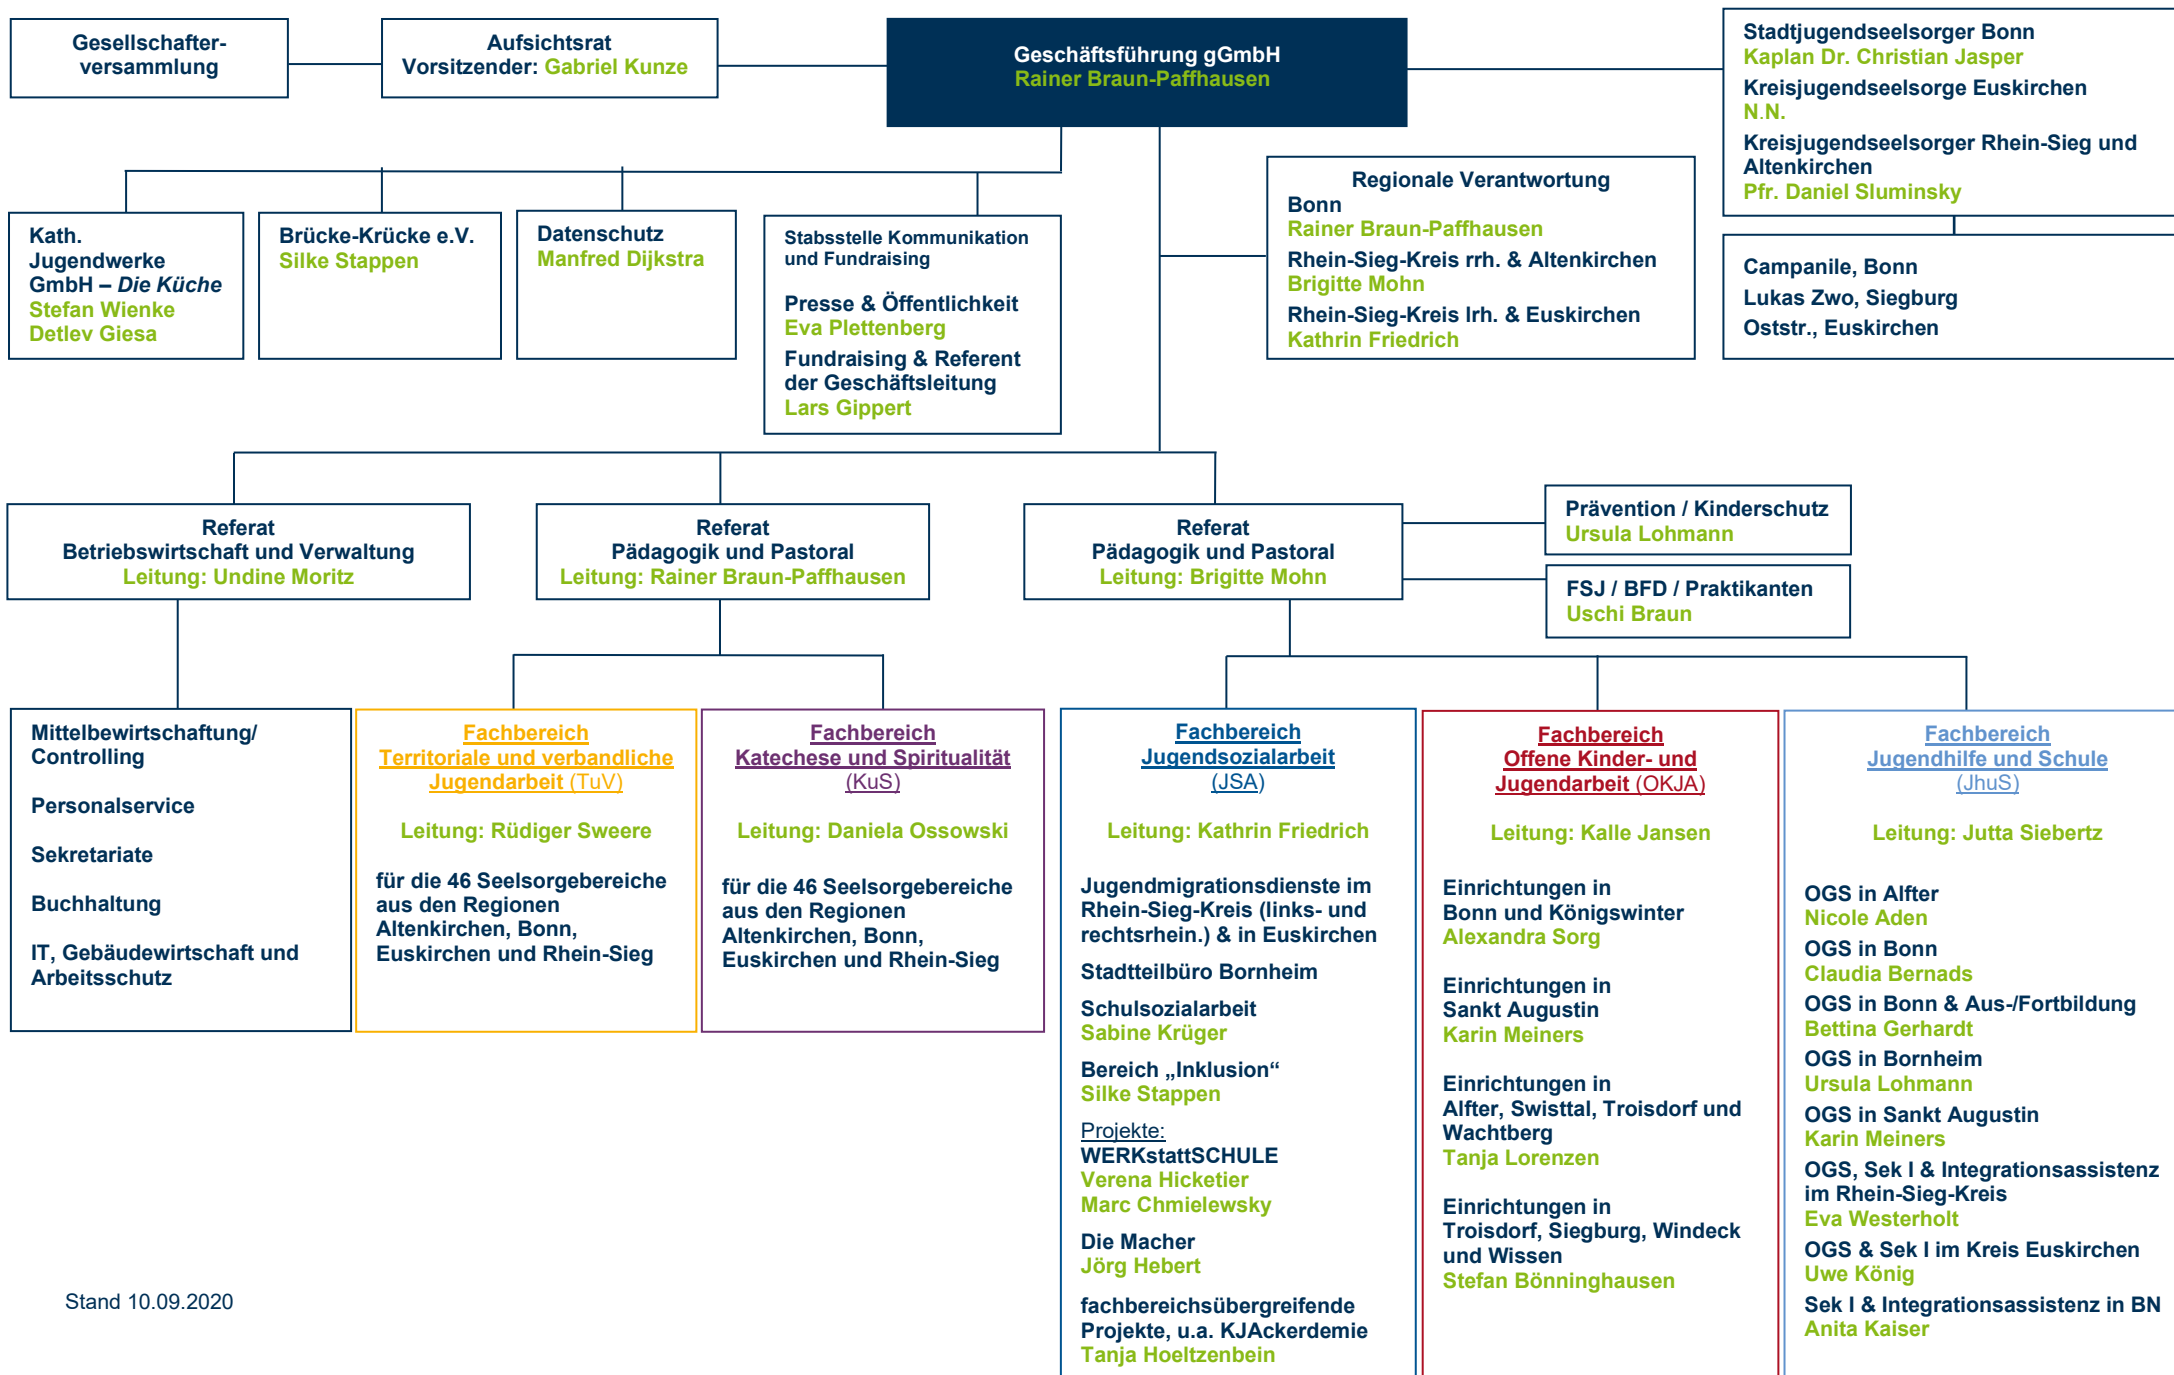 Gesellschafter-
versammlung
Aufsichtsrat
Vorsitzender: Gabriel Kunze
Geschäftsführung gGmbH
Rainer Braun-Paffhausen
Stadtjugendseelsorger Bonn
Kaplan Dr. Christian Jasper
Kreisjugendseelsorge Euskirchen
N.N.
Kreisjugendseelsorger Rhein-Sieg und
Altenkirchen
Pfr. Daniel Sluminsky
Kath.
Jugendwerke
GmbH – Die Küche
Stefan Wienke
Detlev Giesa
Brücke-Krücke e.V.
Silke Stappen
Datenschutz
Manfred Dijkstra
Stabsstelle Kommunikation
und Fundraising
Presse & Öffentlichkeit
Eva Plettenberg
Fundraising & Referent
der Geschäftsleitung
Lars Gippert
Regionale Verantwortung
Bonn
Rainer Braun-Paffhausen
Rhein-Sieg-Kreis rrh. & Altenkirchen
Brigitte Mohn
Rhein-Sieg-Kreis lrh. & Euskirchen
Kathrin Friedrich
Campanile, Bonn
Lukas Zwo, Siegburg
Oststr., Euskirchen
Referat
Betriebswirtschaft und Verwaltung
Leitung: Undine Moritz
Referat
Pädagogik und Pastoral
Leitung: Rainer Braun-Paffhausen
Referat
Pädagogik und Pastoral
Leitung: Brigitte Mohn
Prävention / Kinderschutz
Ursula Lohmann
FSJ / BFD / Praktikanten
Uschi Braun
Mittelbewirtschaftung/
Controlling
Personalservice
Sekretariate
Buchhaltung
IT, Gebäudewirtschaft und
Arbeitsschutz
Fachbereich
Territoriale und verbandliche
Jugendarbeit (TuV)
Leitung: Rüdiger Sweere
für die 46 Seelsorgebereiche
aus den Regionen
Altenkirchen, Bonn,
Euskirchen und Rhein-Sieg
Fachbereich
Katechese und Spiritualität
(KuS)
Leitung: Daniela Ossowski
für die 46 Seelsorgebereiche
aus den Regionen
Altenkirchen, Bonn,
Euskirchen und Rhein-Sieg
Fachbereich
Jugendsozialarbeit
(JSA)
Leitung: Kathrin Friedrich
Jugendmigrationsdienste im
Rhein-Sieg-Kreis (links- und
rechtsrhein.) & in Euskirchen
Stadtteilbüro Bornheim
Schulsozialarbeit
Sabine Krüger
Bereich „Inklusion“
Silke Stappen
Projekte:
WERKstattSCHULE
Verena Hicketier
Marc Chmielewsky
Die Macher
Jörg Hebert
fachbereichsübergreifende
Projekte, u.a. KJAckerdemie
Tanja Hoeltzenbein
Fachbereich
Offene Kinder- und
Jugendarbeit (OKJA)
Leitung: Kalle Jansen
Einrichtungen in
Bonn und Königswinter
Alexandra Sorg
Einrichtungen in
Sankt Augustin
Karin Meiners
Einrichtungen in
Alfter, Swisttal, Troisdorf und
Wachtberg
Tanja Lorenzen
Einrichtungen in
Troisdorf, Siegburg, Windeck
und Wissen
Stefan Bönninghausen
Fachbereich
Jugendhilfe und Schule
(JhuS)
Leitung: Jutta Siebertz
OGS in Alfter
Nicole Aden
OGS in Bonn
Claudia Bernads
OGS in Bonn & Aus-/Fortbildung
Bettina Gerhardt
OGS in Bornheim
Ursula Lohmann
OGS in Sankt Augustin
Karin Meiners
OGS, Sek I & Integrationsassistenz
im Rhein-Sieg-Kreis
Eva Westerholt
OGS & Sek I im Kreis Euskirchen
Uwe König
Sek I & Integrationsassistenz in BN
Anita Kaiser
Stand 10.09.2020